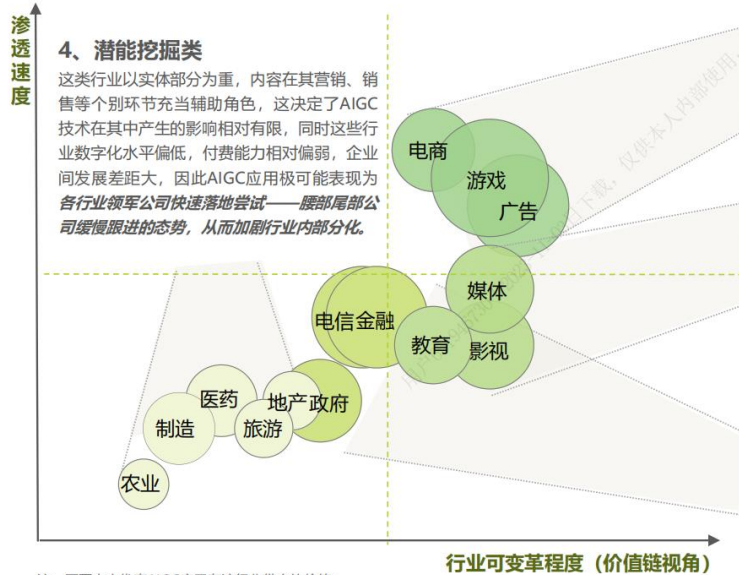 渗透速度
4、潜能挖掘类
这类行业以实体部分为重，内容在其营销、销
售等个别环节充当辅助角色，这决定了AIGC
技术在其中产生的影响相对有限，同时这些行
业数字化水平偏低，付费能力相对偏弱，企业
间发展差距大，因此AIGC应用极可能表现为
各行业领军公司快速落地尝试——腰部尾部公
司缓慢跟进的态势，从而加剧行业内部分化。
电商
游戏
广告
媒体
电信
金融
教育
影视
医药
地产
政府
制造
旅游
农业
行业可变革程度（价值链视角）